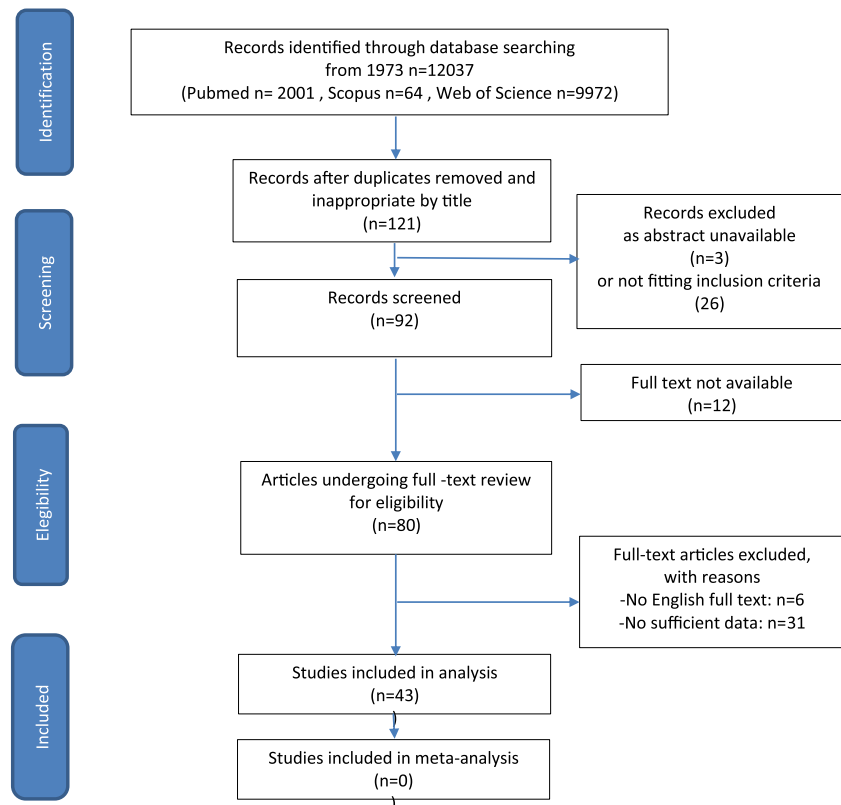 Identification
Records identified through database searching
from 1973 n=12037
(Pubmed n= 2001 , Scopus n=64 , Web of Science n=9972)
Records after duplicates removed and
inappropriate by title
(n=121)
Records excluded
as abstract unavailable
(n=3)
or not fitting inclusion criteria
(26)
Screening
Records screened
(n=92)
Full text not available
(n=12)
Elegibility
Articles undergoing full -text review
for eligibility
(n=80)
Full-text articles excluded,
with reasons
-No English full text: n=6
-No sufficient data: n=31
Included
Studies included in analysis
(n=43)
)
Studies included in meta-analysis
(n=0)
)